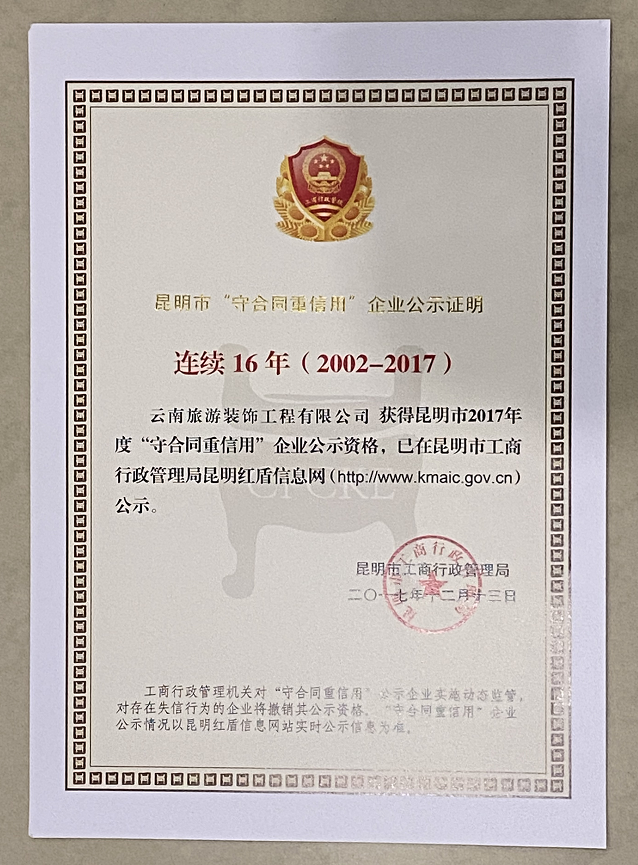 工商行政管理
昆明市“守合同重信用”企业公示证明
连续 16 年（2002-2017）
云南旅游装饰工程有限公司 获得昆明市2017年
度“守合同重信用”企业公示资格，已在昆明市工商
行政管理局昆明红盾信息网（http://www.kmaic.gov.cn）
公示。
CFCRE
昆明市工商行政管理局
二〇一七年十二月十三日
工商行政管理机关对“守合同重信用”公示企业实施动态监管，
对存在失信行为的企业将撤销其公示资格。“守合同重信用”企业
公示情况以昆明红盾信息网站实时公示信息为准。